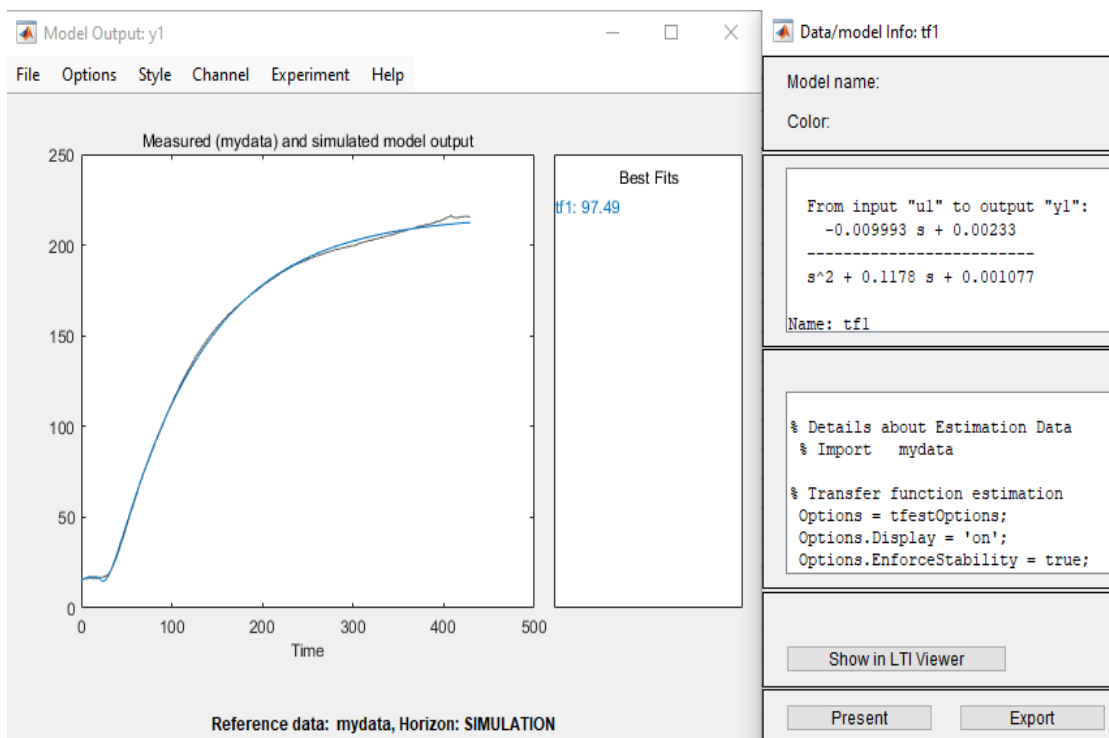 Model Output: y1
File Options Style Channel Experiment Help
Measured (mydata) and simulated model output
250
200
150
100
50
0
0 100 200 300 400 500
Time
Best Fits
tf1: 97.49
Reference data: mydata, Horizon: SIMULATION
Data/model Info: tf1
Model name:
Color:
From input "u1" to output "y1":
-0.009993 s + 0.00233
-------------------------
s^2 + 0.1178 s + 0.001077
Name: tf1
% Details about Estimation Data
% Import mydata
% Transfer function estimation
Options = tfestOptions;
Options.Display = 'on';
Options.EnforceStability = true;
Show in LTI Viewer
Present Export